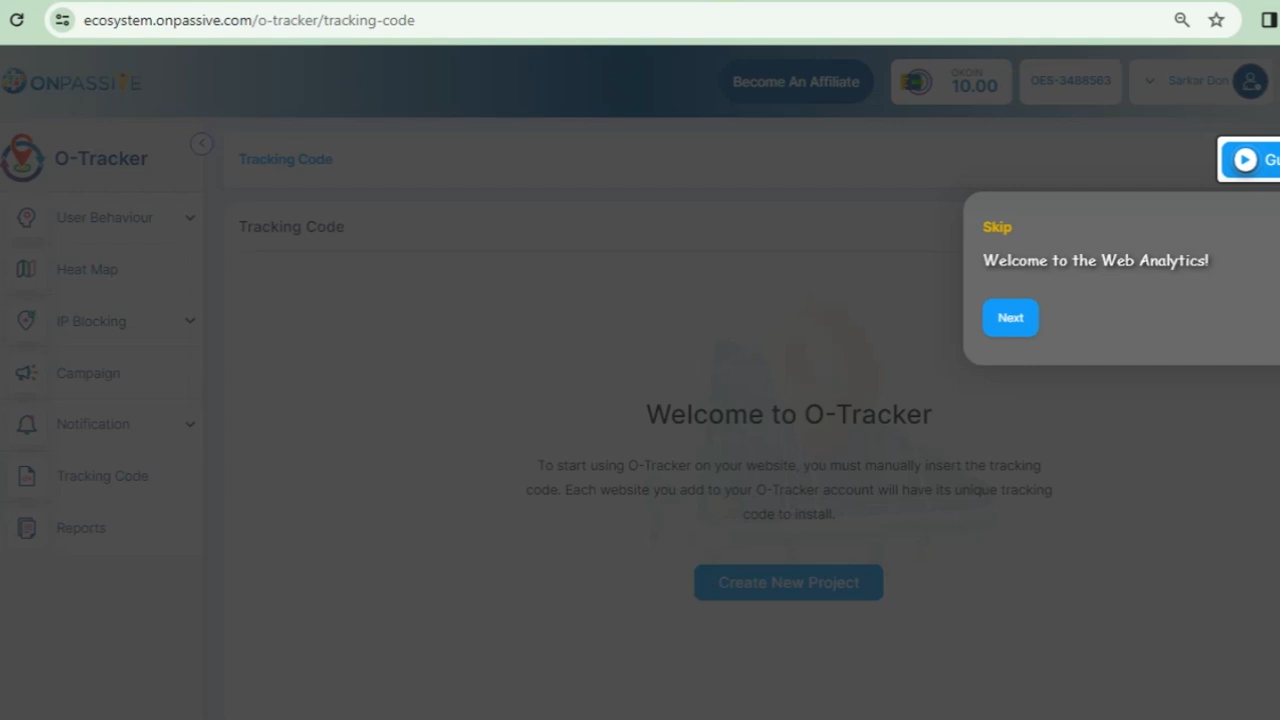 ecosystem.onpassive.com/o-tracker/tracking-code
ONPASSIVE
Become An Affiliate
OKOIN
10.00
OES-3488563
Sarkar Don
O-Tracker
Tracking Code
User Behaviour
Tracking Code
Skip
Welcome to the Web Analytics!
Next
Heat Map
IP Blocking
Campaign
Notification
Tracking Code
Reports
Welcome to O-Tracker
To start using O-Tracker on your website, you must manually insert the tracking
code. Each website you add to your O-Tracker account will have its unique tracking
code to install.
Create New Project